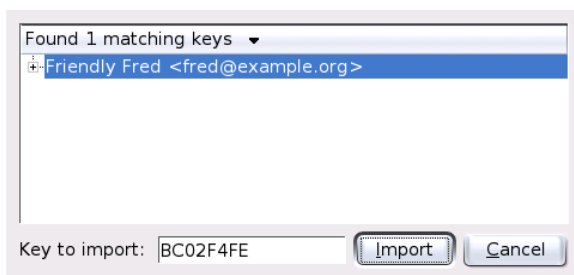 Found 1 matching keys
Friendly Fred <fred@example.org>
Key to import: BC02F4FE Import Cancel